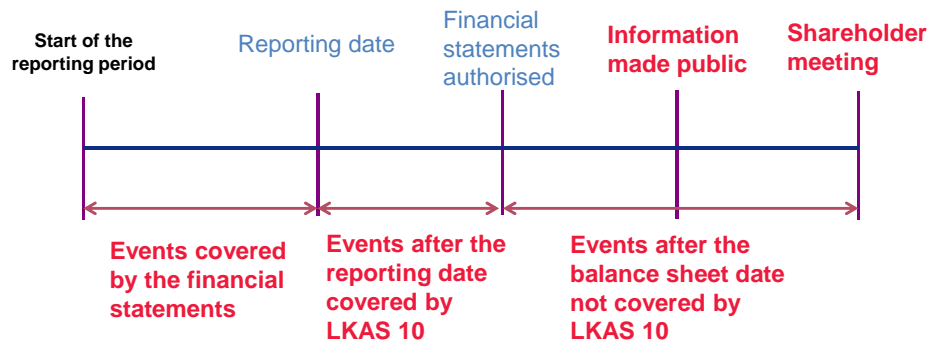 Start of the
reporting period
Reporting date
Financial
statements
authorised
Information
made public
Shareholder
meeting
Events covered
by the financial
statements
Events after the
reporting date
covered by
LKAS 10
Events after the
balance sheet date
not covered by
LKAS 10